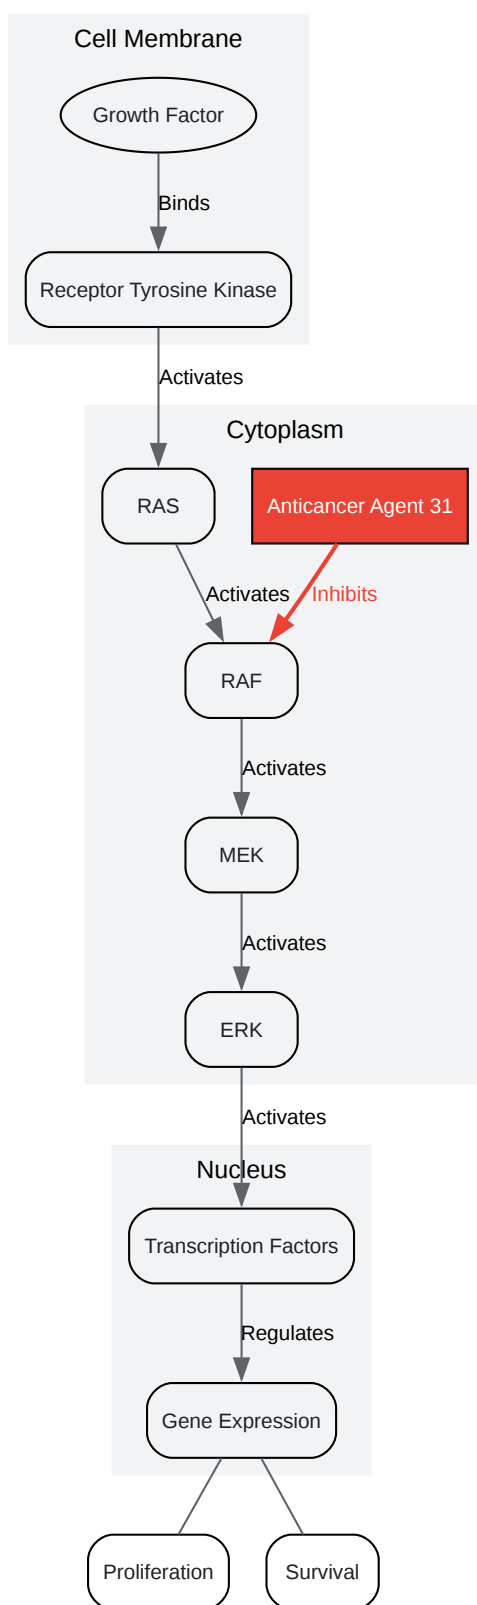 Cell Membrane
Growth Factor
Binds
Receptor Tyrosine Kinase
Activates
Cytoplasm
RAS
Anticancer Agent 31
Activates
Inhibits
RAF
Activates
MEK
Activates
ERK
Activates
Nucleus
Transcription Factors
Regulates
Gene Expression
Proliferation
Survival